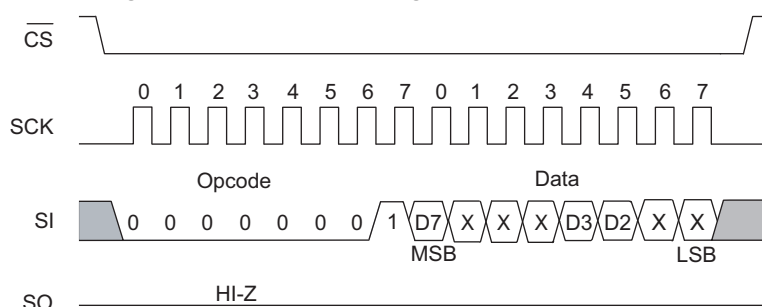 CS
0 1 2 3 4 5 6 7 0 1 2 3 4 5 6 7
SCK
Opcode Data
SI 0 0 0 0 0 0 0 1 D7 X X X D3 D2 X X
MSB LSB
HI-Z
SO